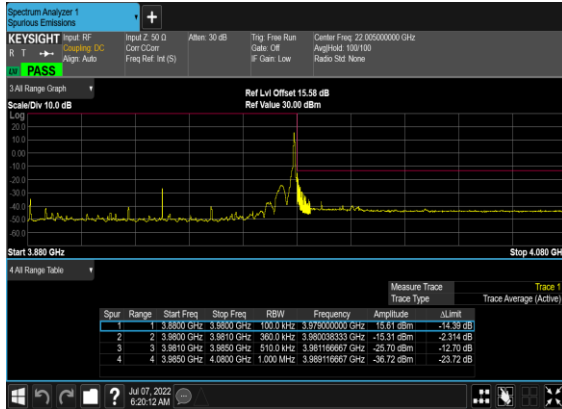 Spectrum Analyzer 1
Spurious Emissions
+
KEYSIGHT Input: RF Input Z: 50 Ω Atten: 30 dB Trig: Free Run Center Freq: 22.005000000 GHz
R T Coupling: DC Corr CCorr Gate: Off Avg|Hold: 100/100
Align: Auto Freq Ref: Int (S) IF Gain: Low Radio Std: None
PASS
3 All Range Graph
Ref Lvl Offset 15.58 dB
Scale/Div 10.0 dB Ref Value 30.00 dBm
Log
20.0
10.0
0.00
-10.0
-20.0
-30.0
-40.0
-50.0
-60.0
Start 3.880 GHz Stop 4.080 GH
4 All Range Table
Measure Trace Trace 1
Trace Type Trace Average (Active)
Spur Range Start Freq Stop Freq RBW Frequency Amplitude ΔLimit
1 1 3.8800 GHz 3.9800 GHz 100.0 kHz 3.979000000 GHz 15.61 dBm -14.39 dB
2 2 3.9800 GHz 3.9810 GHz 360.0 kHz 3.980038333 GHz -15.31 dBm -2.314 dB
3 3 3.9810 GHz 3.9850 GHz 510.0 kHz 3.981166667 GHz -25.70 dBm -12.70 dB
4 4 3.9850 GHz 4.0800 GHz 1.000 MHz 3.989116667 GHz -36.72 dBm -23.72 dB
? Jul 07, 2022
6:20:12 AM